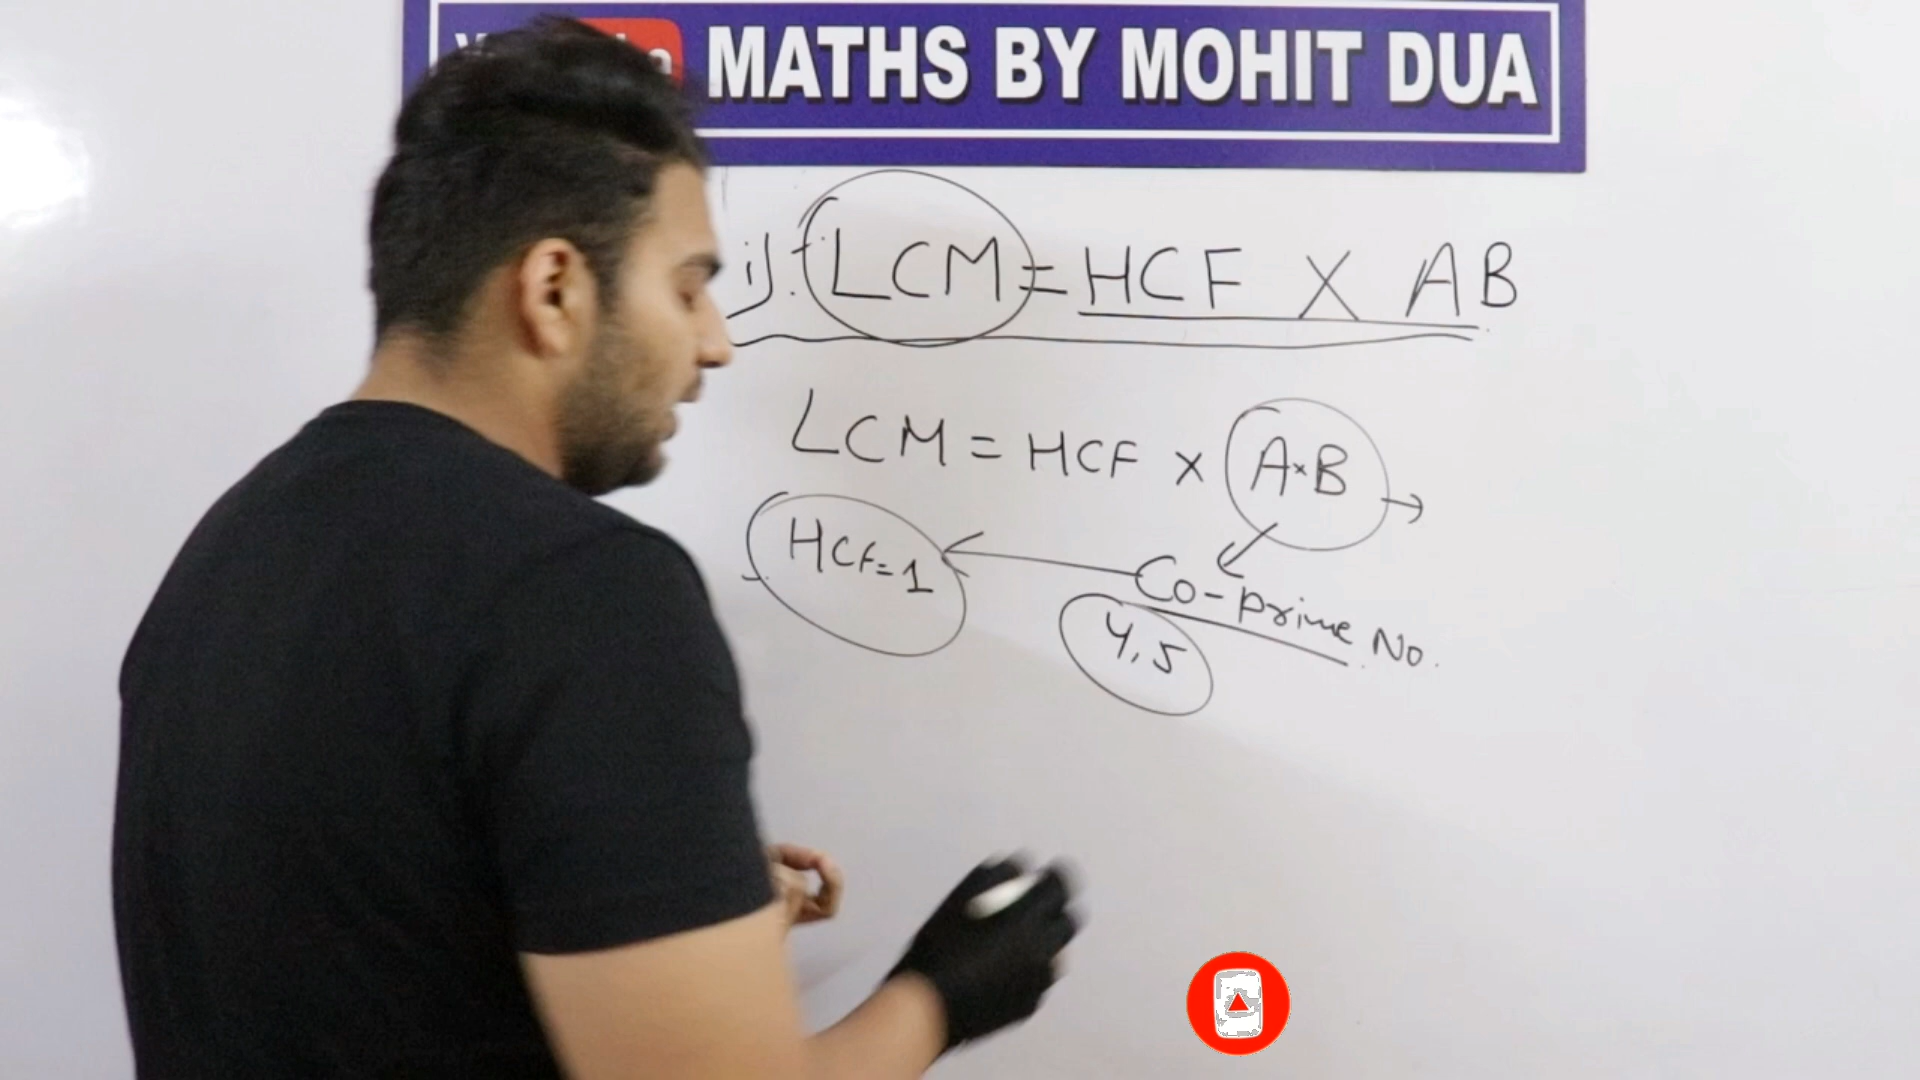 MATHS BY MOHIT DUA
i). LCM = HCF X AB
LCM = HCF x A×B →
HCF=1 ← Co-prime No.
4,5